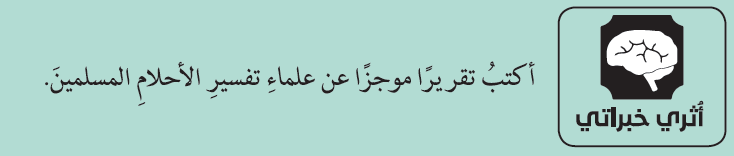 أكتبُ تقريرًا موجزًا عن علماءِ تفسيرِ الأحلامِ المسلمينَ.
أُثري خبراتي